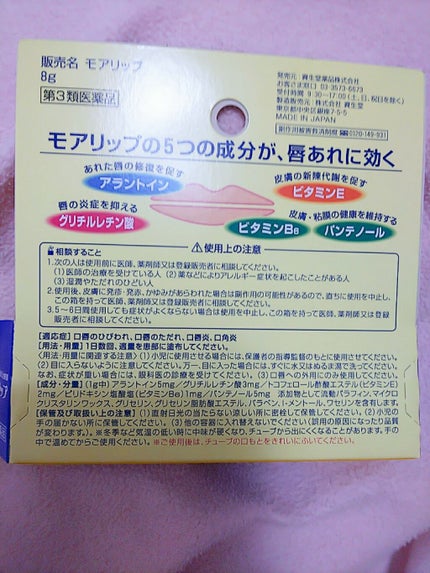 販売名 モアリップ
8g
第3類医薬品
発売元 資生堂薬品株式会社
お客さま窓口 03-3573-6673
受付時間 9:30〜17:00(土、日、祝日を除く)
製造販売元 株式会社 資生堂
東京都中央区銀座7-5-5
MADE IN JAPAN
副作用被害救済制度 0120-149-931
モアリップの5つの成分が、唇あれに効く
あれた唇の修復を促す
アラントイン
皮膚の新陳代謝を促す
ビタミンE
唇の炎症を抑える
グリチルレチン酸
皮膚・粘膜の健康を維持する
ビタミンB6
パンテノール
⚠使用上の注意
■相談すること
1.次の人は使用前に医師、薬剤師又は登録販売者に相談してください。
(1)医師の治療を受けている人 (2)薬などによりアレルギー症状を起こしたことがある人
(3)湿潤やただれのひどい人
2.使用後、皮膚に発疹・発赤、かゆみがあらわれた場合は副作用の可能性があるので、直ちに使用を中止し、
この箱を持って医師、薬剤師又は登録販売者に相談してください。
3.5〜6日間使用しても症状がよくならない場合は使用を中止し、この箱を持って医師、薬剤師又は登録販
売者に相談してください。
【適応症】口唇のひびわれ、口唇のただれ、口唇炎、口角炎
【用法・用量】1日数回、適量を患部に塗布してください。
〈用法・用量に関連する注意〉(1)小児に使用させる場合には、保護者の指導監督のもとに使用させてください。
(2)目に入らないように注意してください。万一、目に入った場合には、すぐに水又はぬるま湯で洗ってください。
なお、症状が重い場合には、眼科医の診療を受けてください。(3)口唇への外用にのみ使用してください。
【成分・分量】(1g中)アラントイン5mg/グリチルレチン酸3mg/トコフェロール酢酸エステル(ビタミンE)
2mg/ピリドキシン塩酸塩(ビタミンB6)1mg/パンテノール5mg 添加物として流動パラフィン、マイクロ
クリスタリンワックス、グリセリン、グリセリン脂肪酸エステル、パラベン、l-メントール、ワセリンを含有します。
【保管及び取扱い上の注意】(1)直射日光の当たらない涼しい所に密栓して保管してください。(2)小児の
手の届かない所に保管してください。(3)他の容器に入れ替えないでください(誤用の原因になったり品質
が変わります。)。※冬季など気温の低い時に中味が硬くなり、チューブから出にくくなることがあります。手の
中で温めてからご使用ください。※ご使用後は、チューブの口もとをきれいにふいてください。